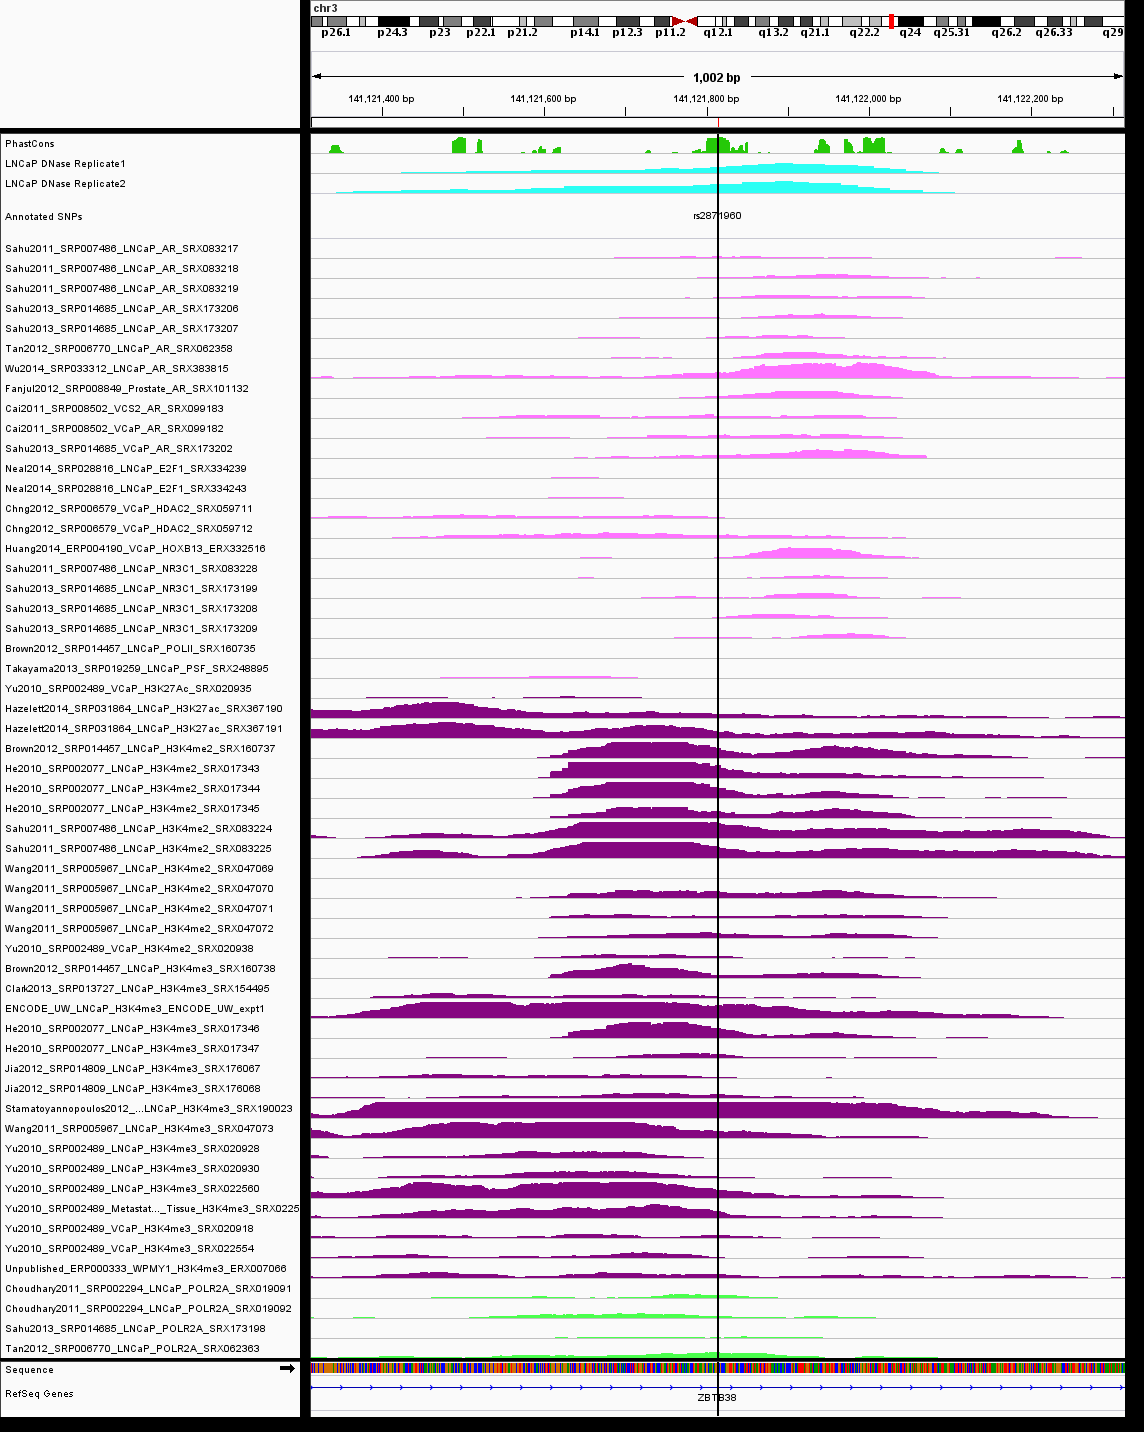 chr3
p26.1 p24.3 p23 p22.1 p21.2 p14.1 p12.3 p11.2 q12.1 q13.2 q21.1 q22.2 q24 q25.31 q26.2 q26.33 q29
1,002 bp
141,121,400 bp 141,121,600 bp 141,121,800 bp 141,122,000 bp 141,122,200 bp
PhastCons
LNCaP DNase Replicate1
LNCaP DNase Replicate2
Annotated SNPs rs2871960
Sahu2011_SRP007486_LNCaP_AR_SRX083217
Sahu2011_SRP007486_LNCaP_AR_SRX083218
Sahu2011_SRP007486_LNCaP_AR_SRX083219
Sahu2013_SRP014685_LNCaP_AR_SRX173206
Sahu2013_SRP014685_LNCaP_AR_SRX173207
Tan2012_SRP006770_LNCaP_AR_SRX062358
Wu2014_SRP033312_LNCaP_AR_SRX383815
Fanjul2012_SRP008849_Prostate_AR_SRX101132
Cai2011_SRP008502_VCS2_AR_SRX099183
Cai2011_SRP008502_VCaP_AR_SRX099182
Sahu2013_SRP014685_VCaP_AR_SRX173202
Neal2014_SRP028816_LNCaP_E2F1_SRX334239
Neal2014_SRP028816_LNCaP_E2F1_SRX334243
Chng2012_SRP006579_VCaP_HDAC2_SRX059711
Chng2012_SRP006579_VCaP_HDAC2_SRX059712
Huang2014_ERP004190_VCaP_HOXB13_ERX332516
Sahu2011_SRP007486_LNCaP_NR3C1_SRX083228
Sahu2013_SRP014685_LNCaP_NR3C1_SRX173199
Sahu2013_SRP014685_LNCaP_NR3C1_SRX173208
Sahu2013_SRP014685_LNCaP_NR3C1_SRX173209
Brown2012_SRP014457_LNCaP_POLII_SRX160735
Takayama2013_SRP019259_LNCaP_PSF_SRX248895
Yu2010_SRP002489_VCaP_H3K27Ac_SRX020935
Hazelett2014_SRP031864_LNCaP_H3K27ac_SRX367190
Hazelett2014_SRP031864_LNCaP_H3K27ac_SRX367191
Brown2012_SRP014457_LNCaP_H3K4me2_SRX160737
He2010_SRP002077_LNCaP_H3K4me2_SRX017343
He2010_SRP002077_LNCaP_H3K4me2_SRX017344
He2010_SRP002077_LNCaP_H3K4me2_SRX017345
Sahu2011_SRP007486_LNCaP_H3K4me2_SRX083224
Sahu2011_SRP007486_LNCaP_H3K4me2_SRX083225
Wang2011_SRP005967_LNCaP_H3K4me2_SRX047069
Wang2011_SRP005967_LNCaP_H3K4me2_SRX047070
Wang2011_SRP005967_LNCaP_H3K4me2_SRX047071
Wang2011_SRP005967_LNCaP_H3K4me2_SRX047072
Yu2010_SRP002489_VCaP_H3K4me2_SRX020938
Brown2012_SRP014457_LNCaP_H3K4me3_SRX160738
Clark2013_SRP013727_LNCaP_H3K4me3_SRX154495
ENCODE_UW_LNCaP_H3K4me3_ENCODE_UW_expt1
He2010_SRP002077_LNCaP_H3K4me3_SRX017346
He2010_SRP002077_LNCaP_H3K4me3_SRX017347
Jia2012_SRP014809_LNCaP_H3K4me3_SRX176067
Jia2012_SRP014809_LNCaP_H3K4me3_SRX176068
Stamatoyannopoulos2012_...LNCaP_H3K4me3_SRX190023
Wang2011_SRP005967_LNCaP_H3K4me3_SRX047073
Yu2010_SRP002489_LNCaP_H3K4me3_SRX020928
Yu2010_SRP002489_LNCaP_H3K4me3_SRX020930
Yu2010_SRP002489_LNCaP_H3K4me3_SRX022560
Yu2010_SRP002489_Metastat..._Tissue_H3K4me3_SRX0225
Yu2010_SRP002489_VCaP_H3K4me3_SRX020918
Yu2010_SRP002489_VCaP_H3K4me3_SRX022554
Unpublished_ERP000333_WPMY1_H3K4me3_ERX007066
Choudhary2011_SRP002294_LNCaP_POLR2A_SRX019091
Choudhary2011_SRP002294_LNCaP_POLR2A_SRX019092
Sahu2013_SRP014685_LNCaP_POLR2A_SRX173198
Tan2012_SRP006770_LNCaP_POLR2A_SRX062363
Sequence
RefSeq Genes
ZBTB38